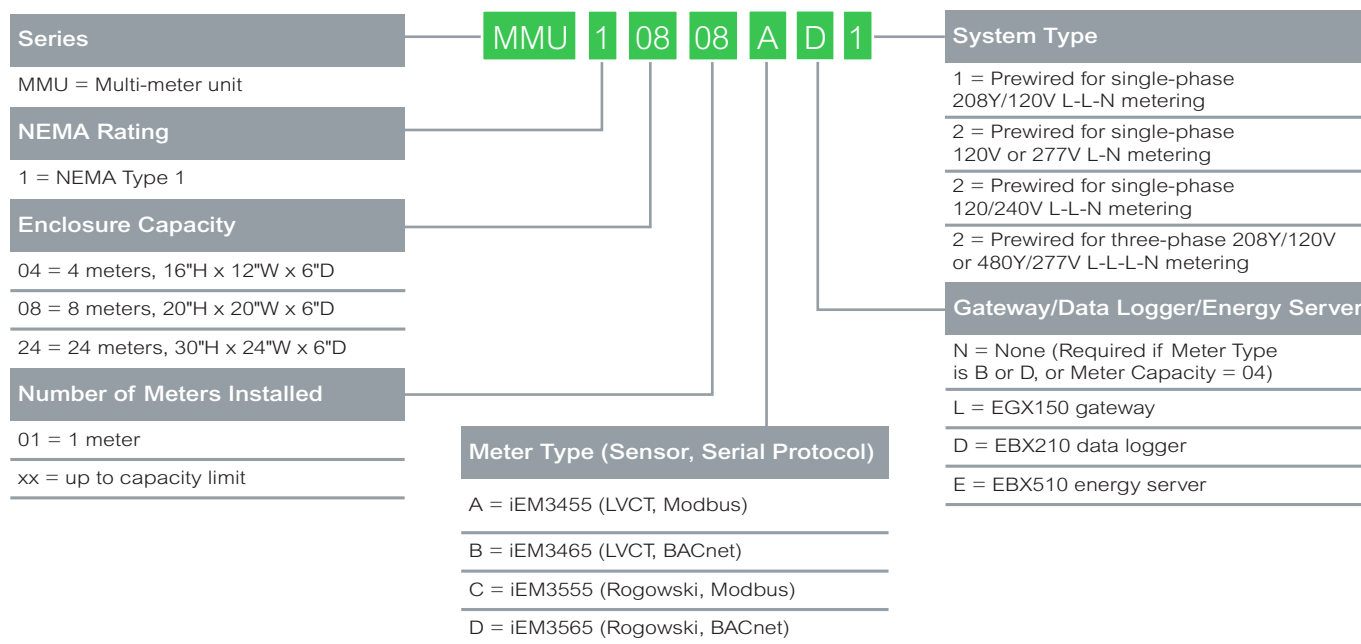 MMU 1 08 08 A D 1
Series
MMU = Multi-meter unit
NEMA Rating
1 = NEMA Type 1
Enclosure Capacity
04 = 4 meters, 16"H x 12"W x 6"D
08 = 8 meters, 20"H x 20"W x 6"D
24 = 24 meters, 30"H x 24"W x 6"D
Number of Meters Installed
01 = 1 meter
xx = up to capacity limit
Meter Type (Sensor, Serial Protocol)
A = iEM3455 (LVCT, Modbus)
B = iEM3465 (LVCT, BACnet)
C = iEM3555 (Rogowski, Modbus)
D = iEM3565 (Rogowski, BACnet)
System Type
1 = Prewired for single-phase
208Y/120V L-L-N metering
2 = Prewired for single-phase
120V or 277V L-N metering
2 = Prewired for single-phase
120/240V L-L-N metering
2 = Prewired for three-phase 208Y/120V
or 480Y/277V L-L-L-N metering
Gateway/Data Logger/Energy Server
N = None (Required if Meter Type
is B or D, or Meter Capacity = 04)
L = EGX150 gateway
D = EBX210 data logger
E = EBX510 energy server